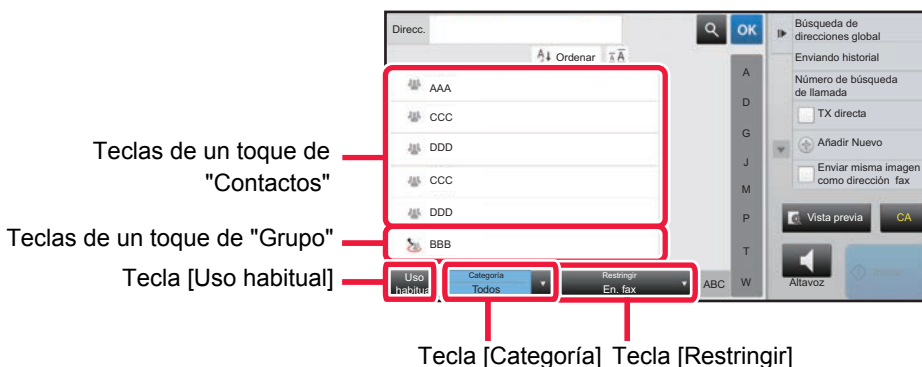 Direcc.
OK
Ordenar
AAA
CCC
DDD
CCC
DDD
BBB
A
D
G
J
M
P
T
W
ABC
Uso
habitual
Categoría
Todos
Restringir
En. fax
Búsqueda de
direcciones global
Enviando historial
Número de búsqueda
de llamada
TX directa
Añadir Nuevo
Enviar misma imagen
como dirección fax
Vista previa
CA
Altavoz
Teclas de un toque de
"Contactos"
Teclas de un toque de "Grupo"
Tecla [Uso habitual]
Tecla [Categoría]
Tecla [Restringir]